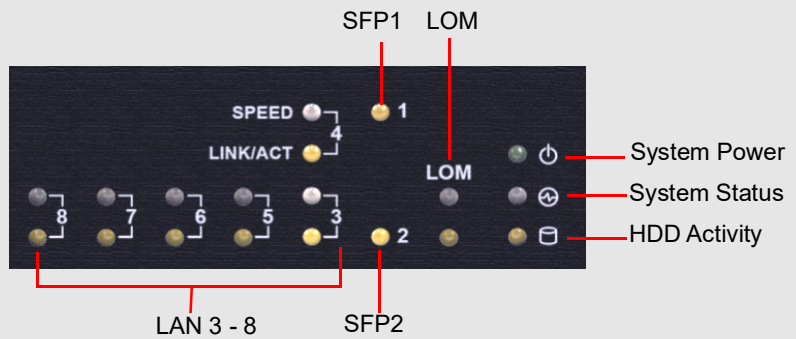 SFP1 LOM
SPEED
4
1
LINK/ACT
LOM
System Power
System Status
8 7 6 5 3
2
HDD Activity
LAN 3 - 8
SFP2